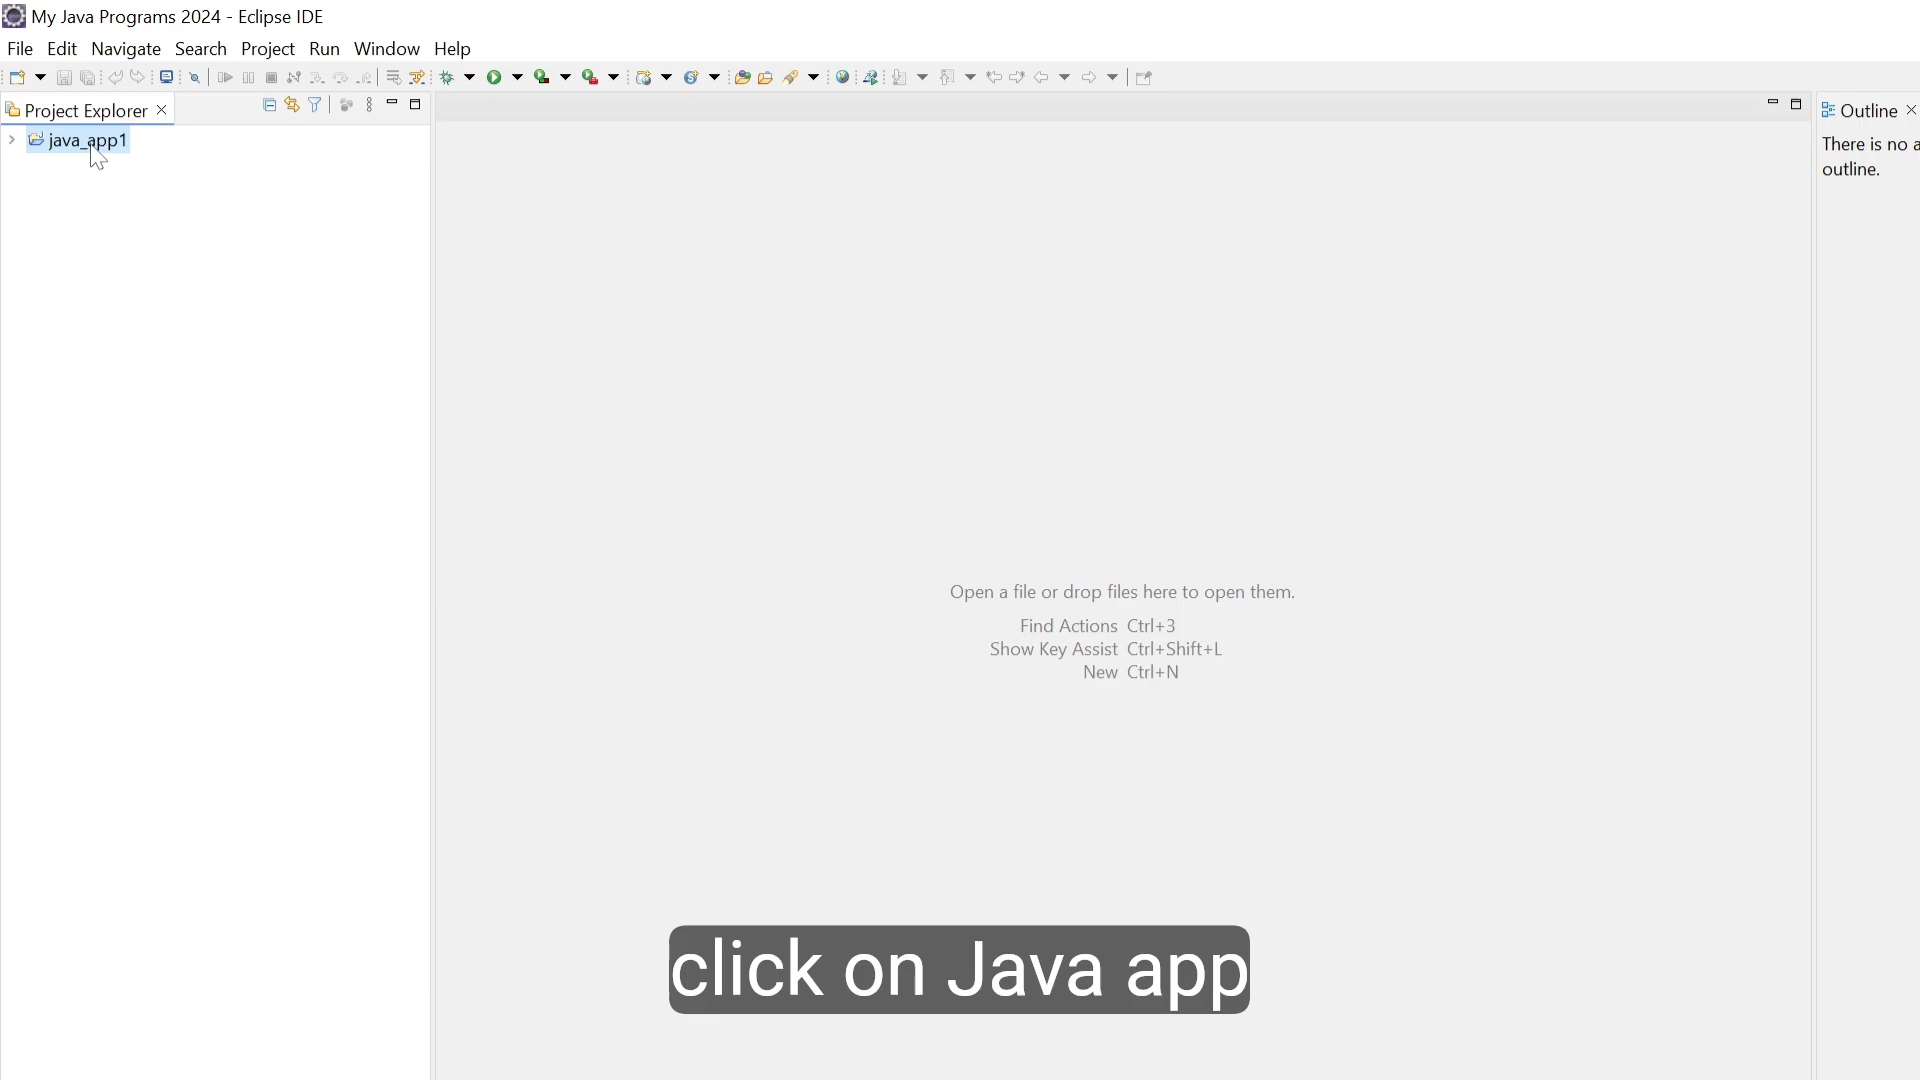 My Java Programs 2024 - Eclipse IDE
File Edit Navigate Search Project Run Window Help
Project Explorer
java_app1
Outline
There is no a
outline.
Open a file or drop files here to open them.
Find Actions Ctrl+3
Show Key Assist Ctrl+Shift+L
New Ctrl+N
click on Java app